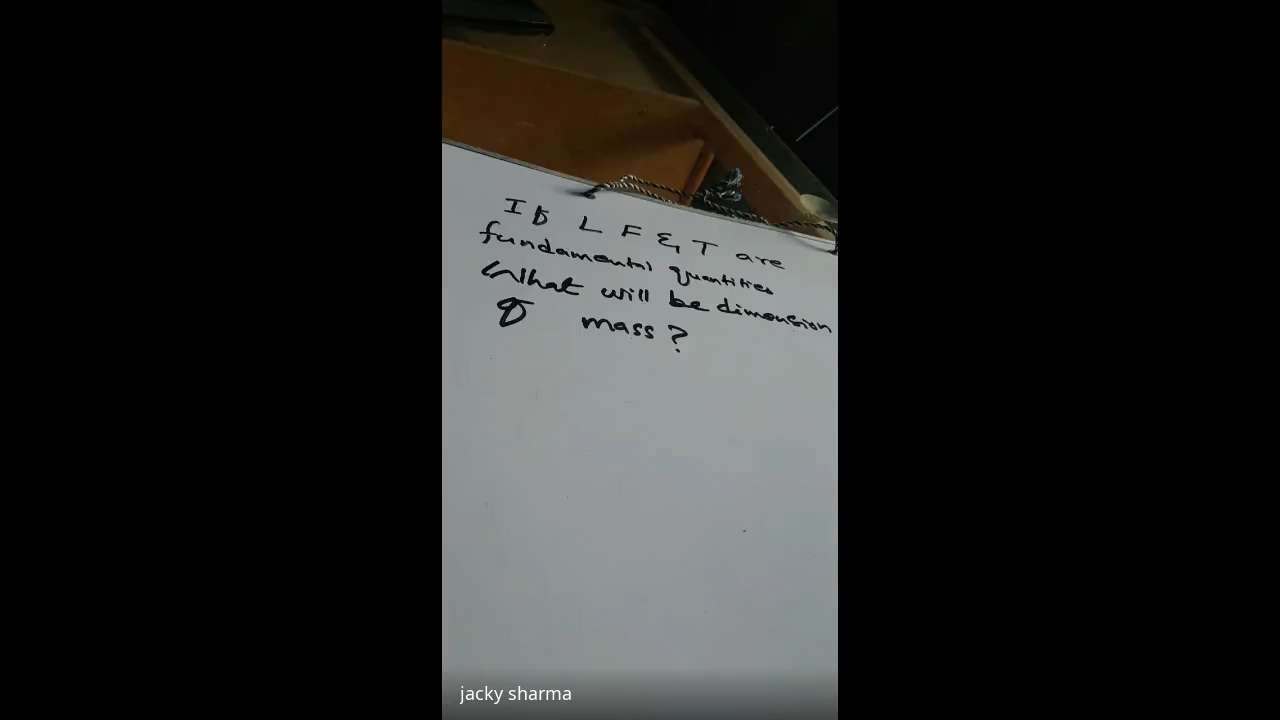 If L F & T are
fundamental quantities
What will be dimension
of mass?
jacky sharma